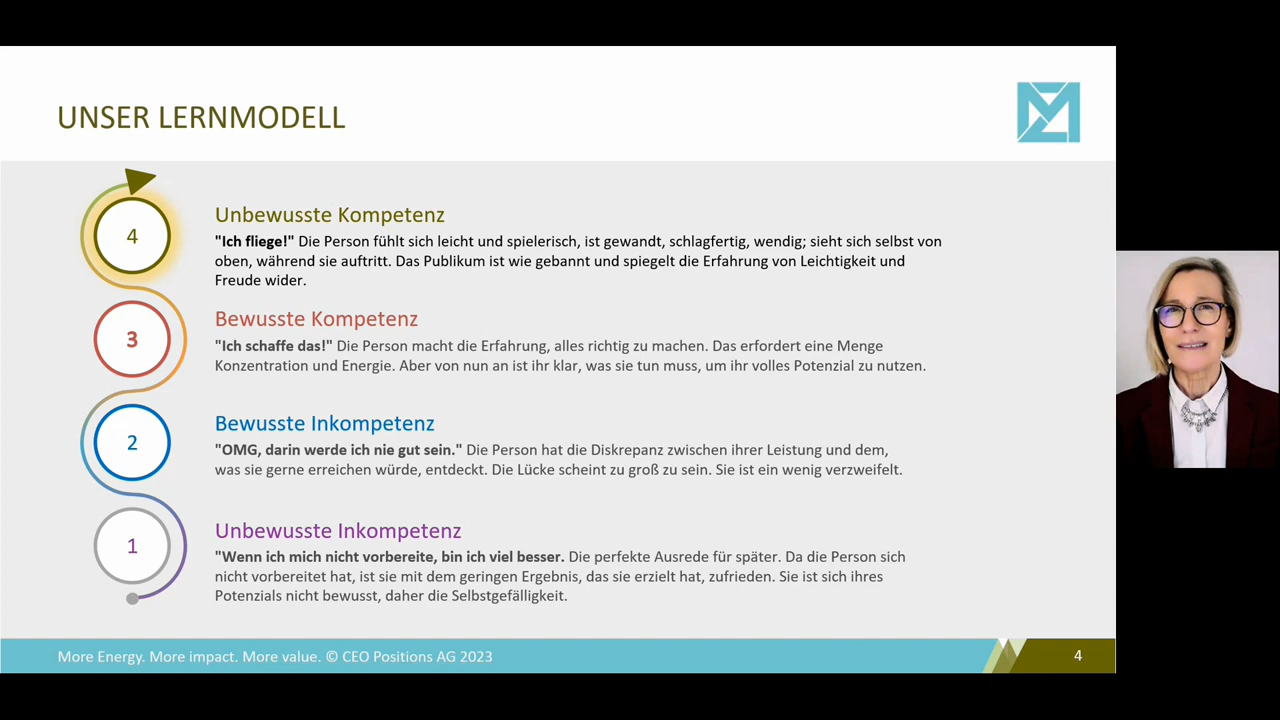 UNSER LERNMODELL
4
Unbewusste Kompetenz
"Ich fliege!" Die Person fühlt sich leicht und spielerisch, ist gewandt, schlagfertig, wendig; sieht sich selbst von
oben, während sie auftritt. Das Publikum ist wie gebannt und spiegelt die Erfahrung von Leichtigkeit und
Freude wider.
3
Bewusste Kompetenz
"Ich schaffe das!" Die Person macht die Erfahrung, alles richtig zu machen. Das erfordert eine Menge
Konzentration und Energie. Aber von nun an ist ihr klar, was sie tun muss, um ihr volles Potenzial zu nutzen.
2
Bewusste Inkompetenz
"OMG, darin werde ich nie gut sein." Die Person hat die Diskrepanz zwischen ihrer Leistung und dem,
was sie gerne erreichen würde, entdeckt. Die Lücke scheint zu groß zu sein. Sie ist ein wenig verzweifelt.
1
Unbewusste Inkompetenz
"Wenn ich mich nicht vorbereite, bin ich viel besser. Die perfekte Ausrede für später. Da die Person sich
nicht vorbereitet hat, ist sie mit dem geringen Ergebnis, das sie erzielt hat, zufrieden. Sie ist sich ihres
Potenzials nicht bewusst, daher die Selbstgefälligkeit.
More Energy. More impact. More value. © CEO Positions AG 2023
4